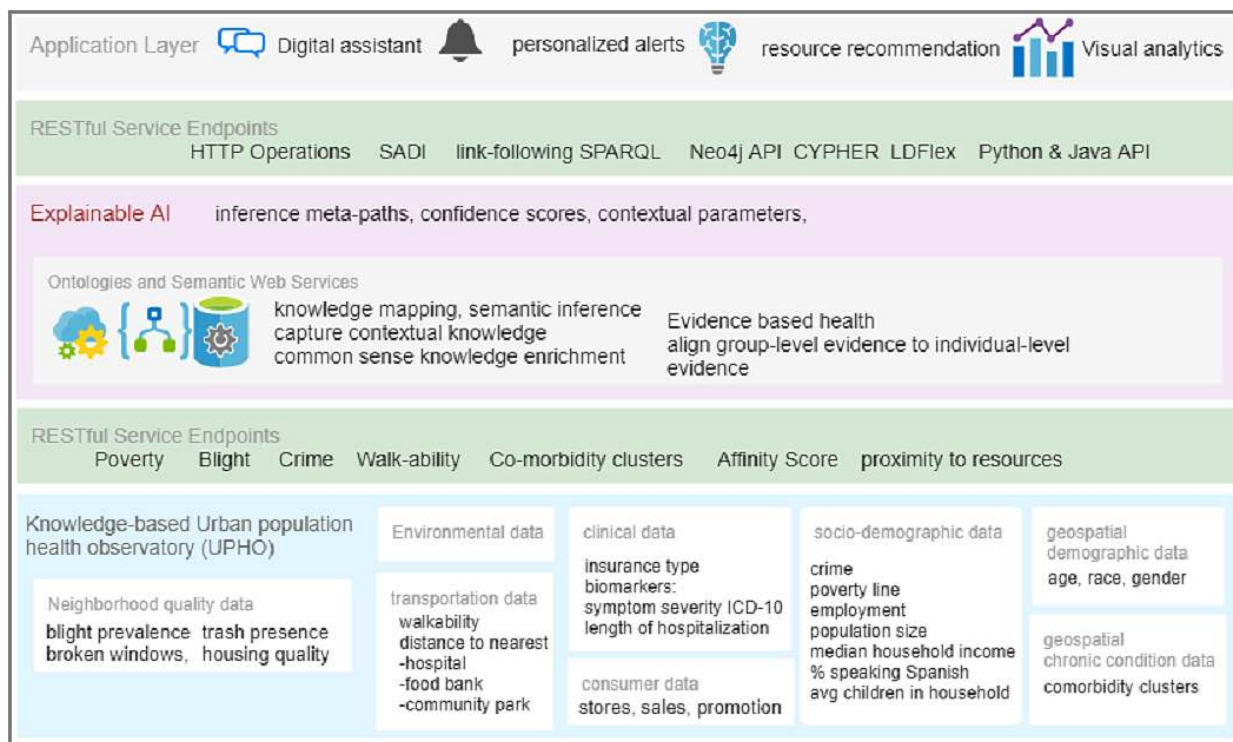 Application Layer
Digital assistant
personalized alerts
resource recommendation
Visual analytics
RESTful Service Endpoints
HTTP Operations SADI link-following SPARQL Neo4j API CYPHER LDFlex Python & Java API
Explainable AI
inference meta-paths, confidence scores, contextual parameters,
Ontologies and Semantic Web Services
knowledge mapping, semantic inference
capture contextual knowledge
common sense knowledge enrichment
Evidence based health
align group-level evidence to individual-level
evidence
RESTful Service Endpoints
Poverty Blight Crime Walk-ability Co-morbidity clusters Affinity Score proximity to resources
Knowledge-based Urban population
health observatory (UPHO)
Neighborhood quality data
blight prevalence trash presence
broken windows, housing quality
Environmental data
transportation data
walkability
distance to nearest
-hospital
-food bank
-community park
clinical data
insurance type
biomarkers:
symptom severity ICD-10
length of hospitalization
consumer data
stores, sales, promotion
socio-demographic data
crime
poverty line
employment
population size
median household income
% speaking Spanish
avg children in household
geospatial
demographic data
age, race, gender
geospatial
chronic condition data
comorbidity clusters